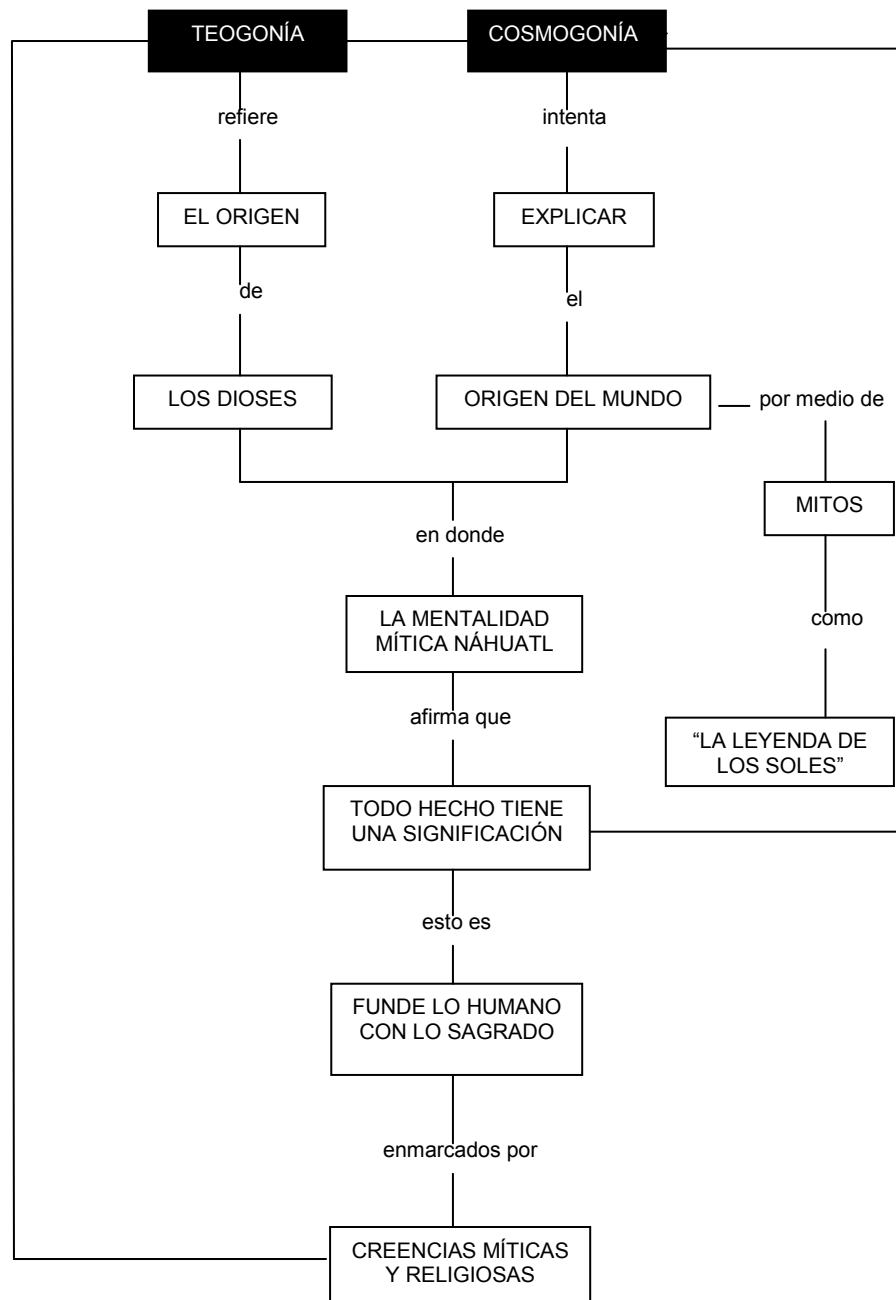 TEOGONÍA
COSMOGONÍA
refiere
intenta
EL ORIGEN
EXPLICAR
de
el
LOS DIOSES
ORIGEN DEL MUNDO
por medio de
MITOS
en donde
LA MENTALIDAD
MÍTICA NÁHUATL
como
afirma que
“LA LEYENDA DE
LOS SOLES”
TODO HECHO TIENE
UNA SIGNIFICACIÓN
esto es
FUNDE LO HUMANO
CON LO SAGRADO
enmarcados por
CREENCIAS MÍTICAS
Y RELIGIOSAS